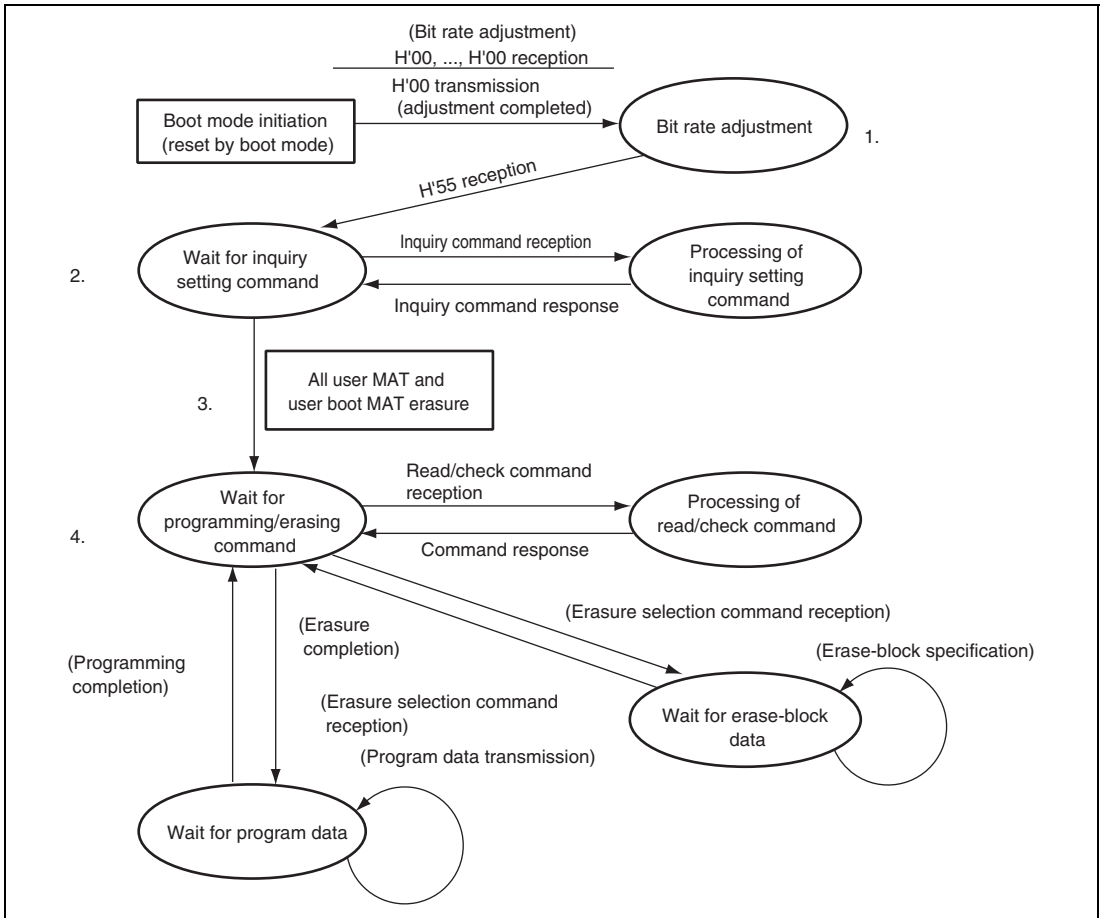 (Bit rate adjustment)
H'00, ..., H'00 reception
H'00 transmission
(adjustment completed)
Boot mode initiation
(reset by boot mode)
Bit rate adjustment
1.
H'55 reception
2.
Wait for inquiry
setting command
Inquiry command reception
Inquiry command response
Processing of
inquiry setting
command
3.
All user MAT and
user boot MAT erasure
4.
Wait for
programming/erasing
command
Read/check command
reception
Command response
Processing of
read/check command
(Erasure selection command reception)
(Erasure
completion)
(Programming
completion)
(Erase-block specification)
Wait for erase-block
data
(Erasure selection command
reception)
(Program data transmission)
Wait for program data